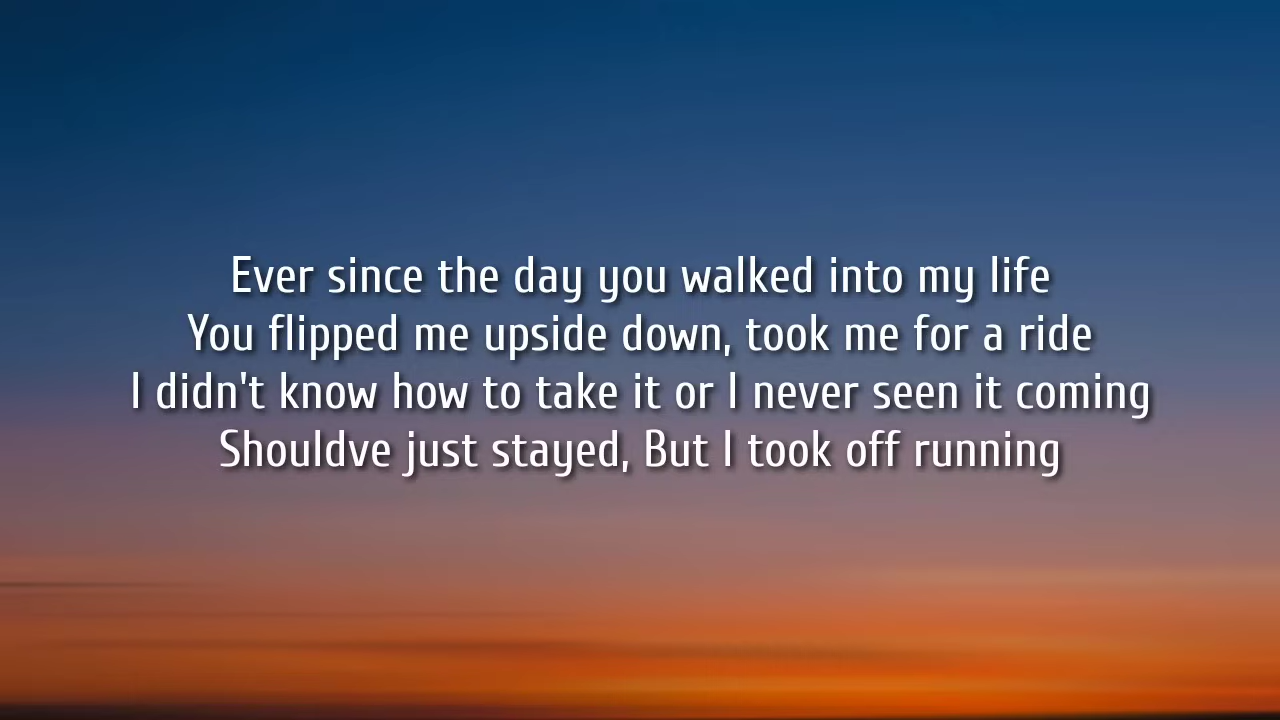 Ever since the day you walked into my life
You flipped me upside down, took me for a ride
I didn't know how to take it or I never seen it coming
Shouldve just stayed, But I took off running